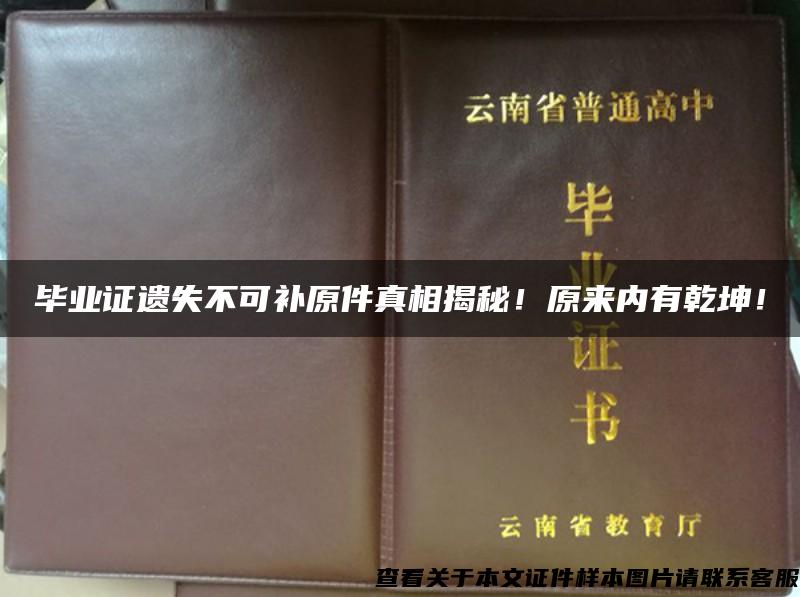 云南省普通高中
毕业证书
毕业证遗失不可补原件真相揭秘！原来内有乾坤！
云南省教育厅
查看关于本文证件样本图片请联系客服